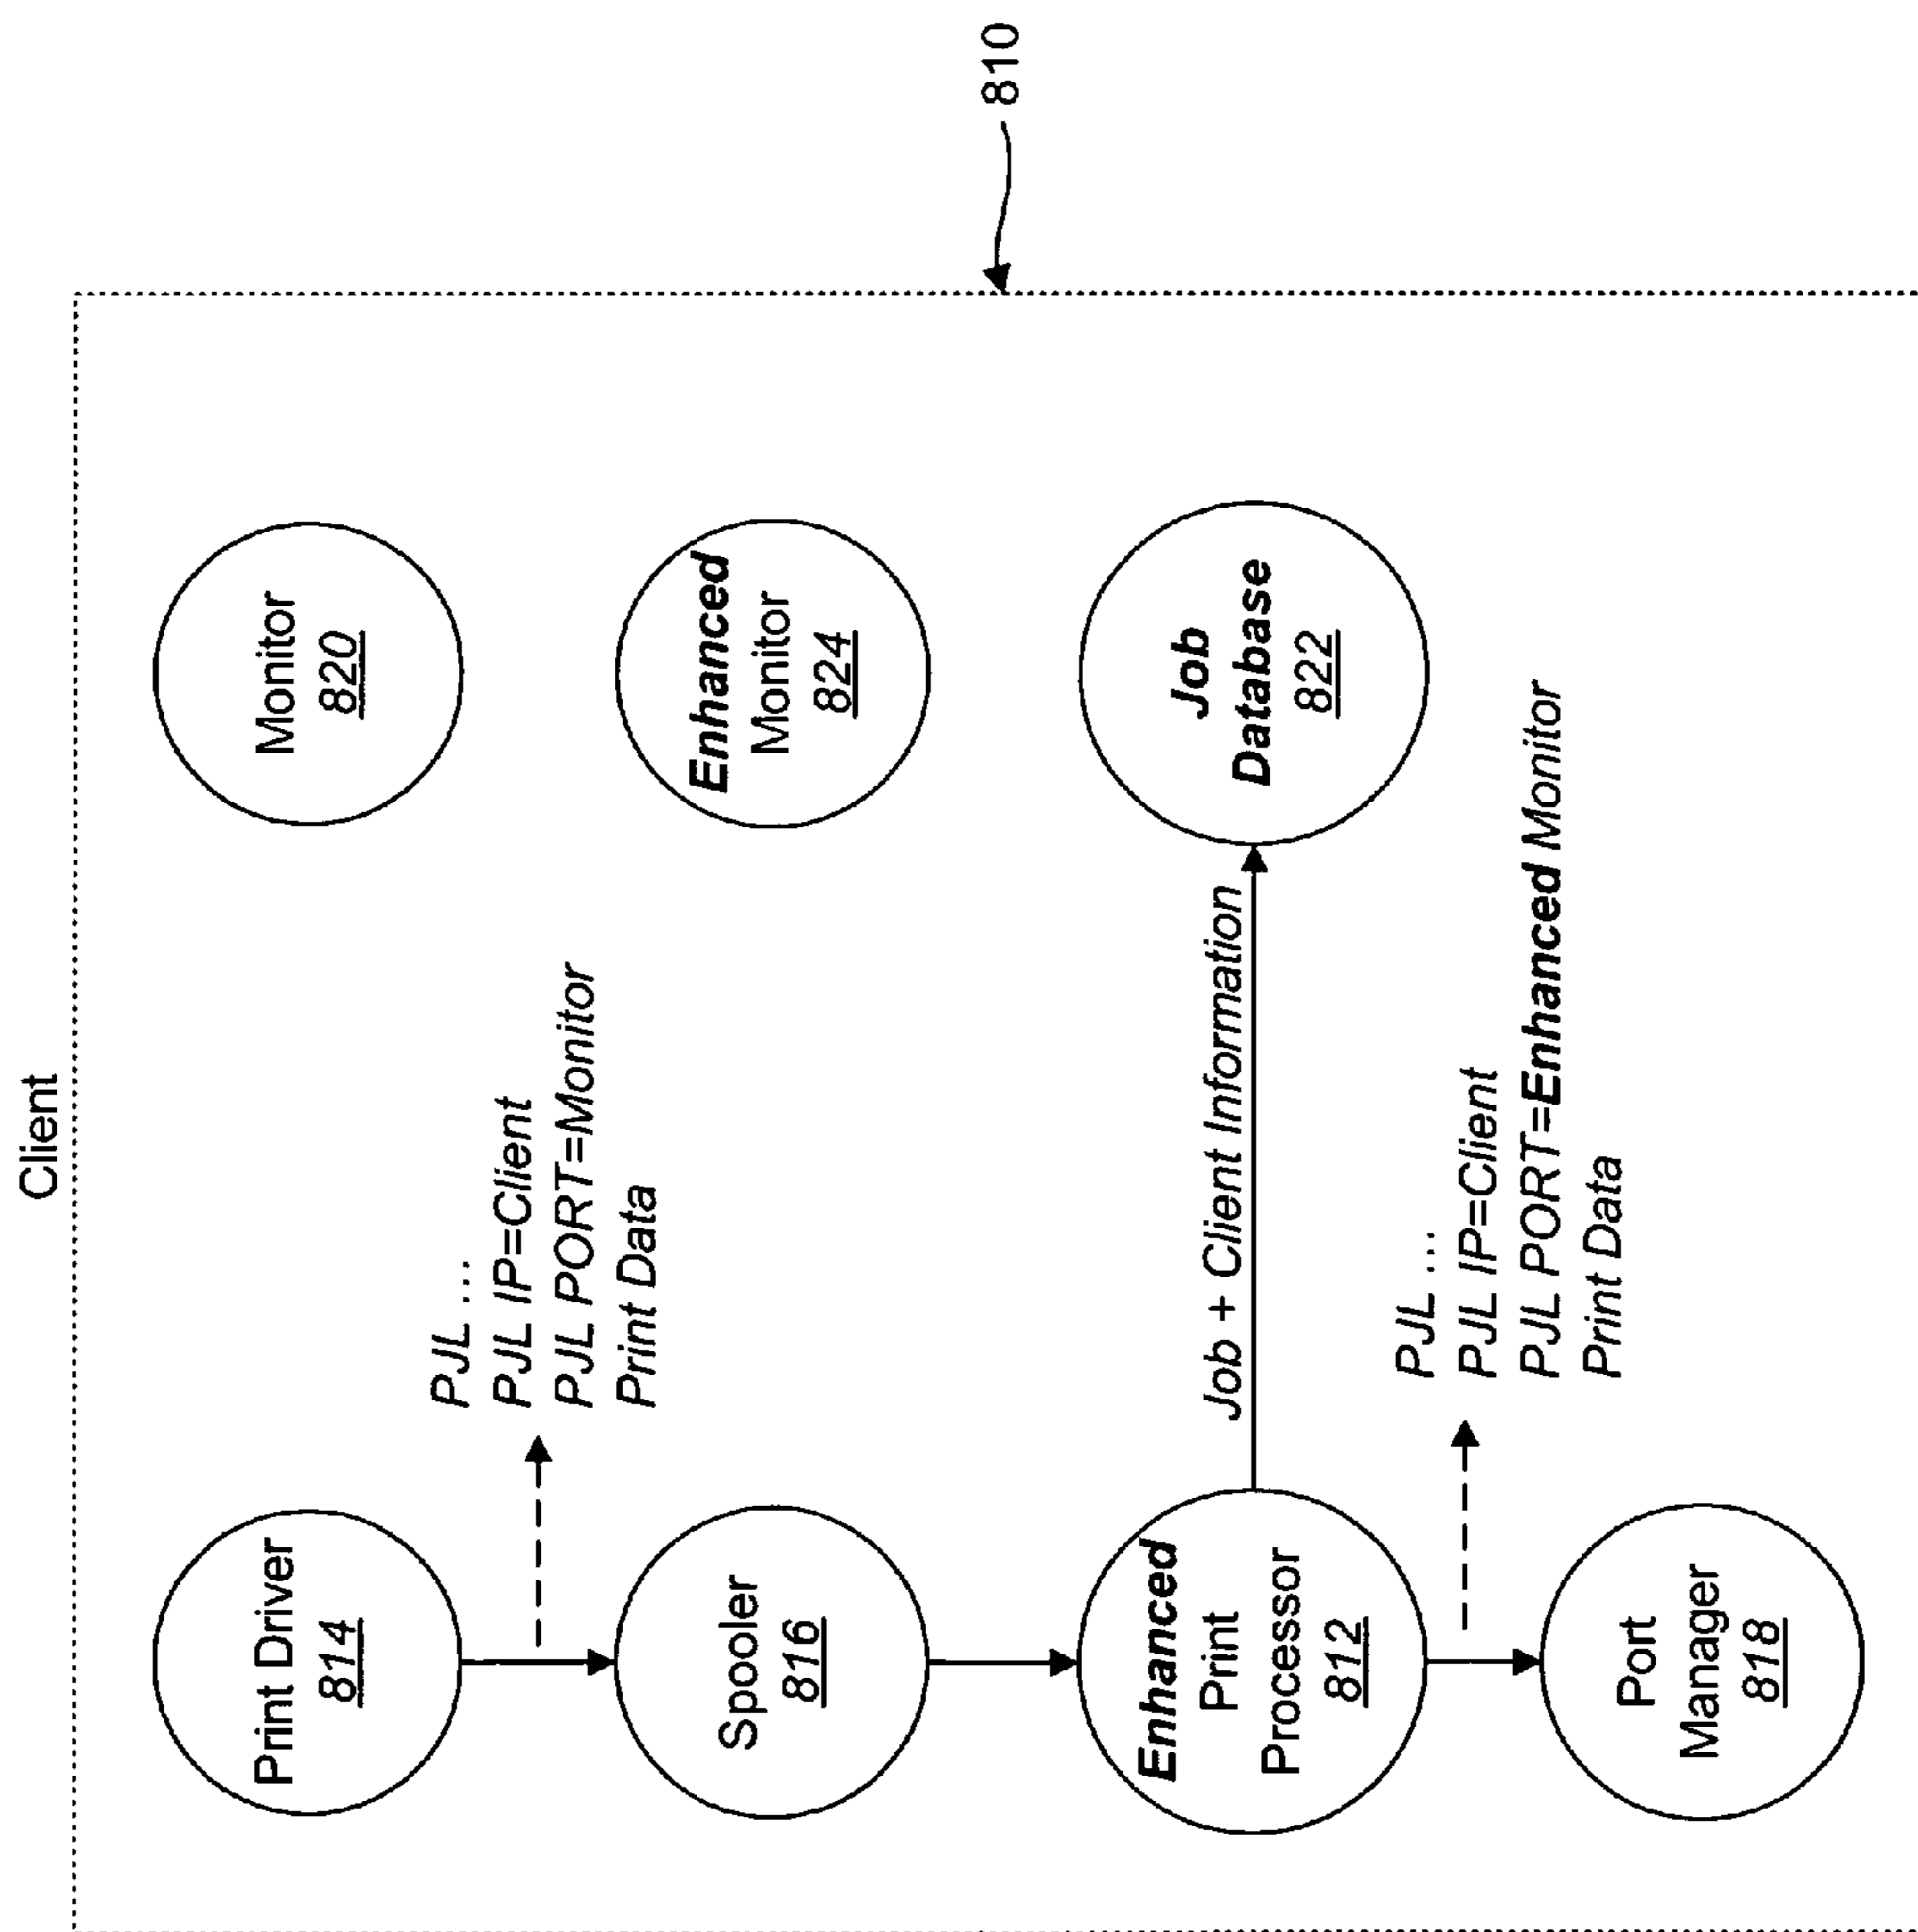 Client
810
Print Driver
814
Monitor
820
PJL ...
PJL IP=Client
PJL PORT=Monitor
Print Data
Spooler
816
Enhanced
Monitor
824
Enhanced
Print
Processor
812
Job + Client Information
Job
Database
822
PJL ...
PJL IP=Client
PJL PORT=Enhanced Monitor
Print Data
Port
Manager
818